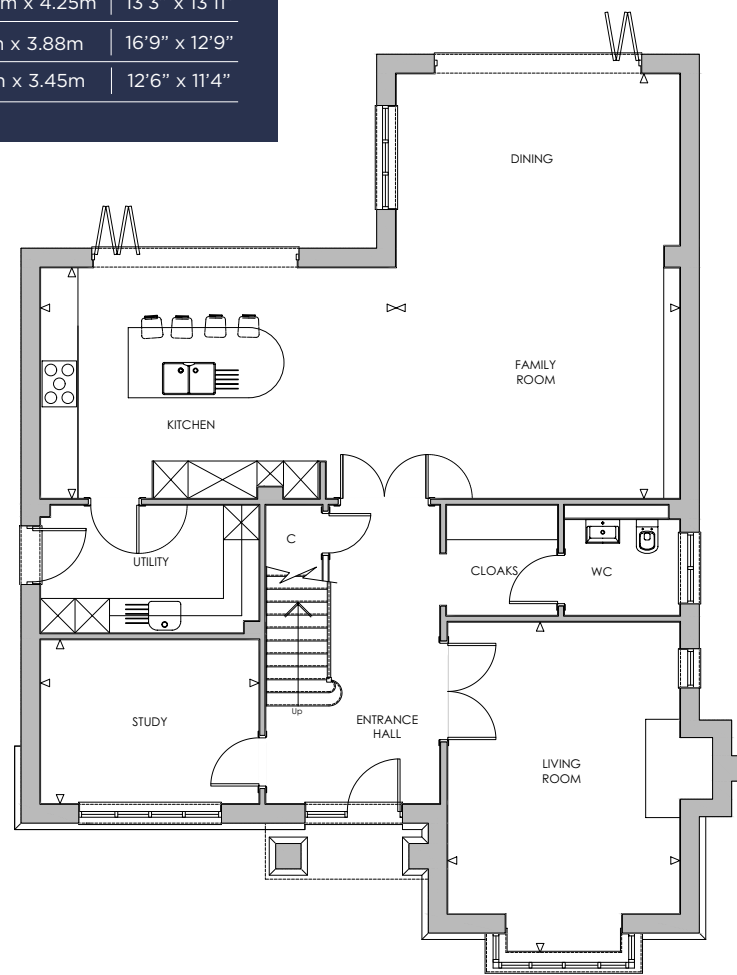 m x 4.25m | 13’3” x 13’11”
m x 3.88m | 16’9” x 12’9”
m x 3.45m | 12’6” x 11’4”
DINING
FAMILY
ROOM
KITCHEN
UTILITY
C
CLOAKS
WC
Up
STUDY
ENTRANCE
HALL
LIVING
ROOM